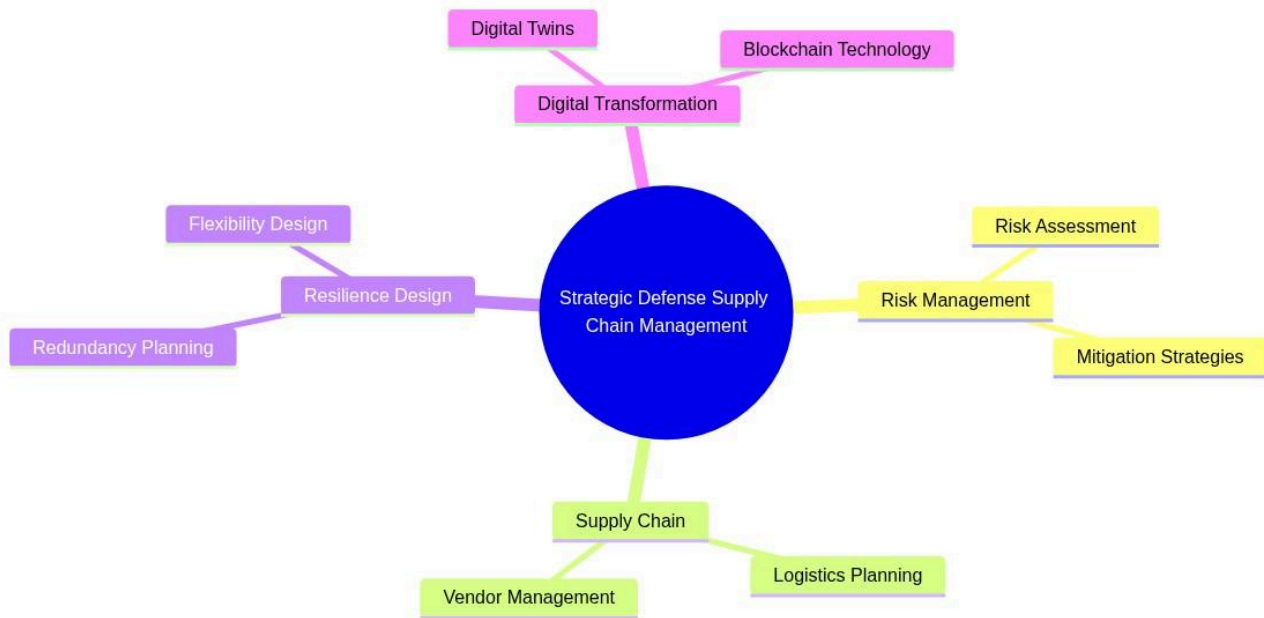 Digital Twins
Blockchain Technology
Digital Transformation
Flexibility Design
Risk Assessment
Resilience Design
Strategic Defense Supply
Chain Management
Risk Management
Redundancy Planning
Mitigation Strategies
Supply Chain
Logistics Planning
Vendor Management